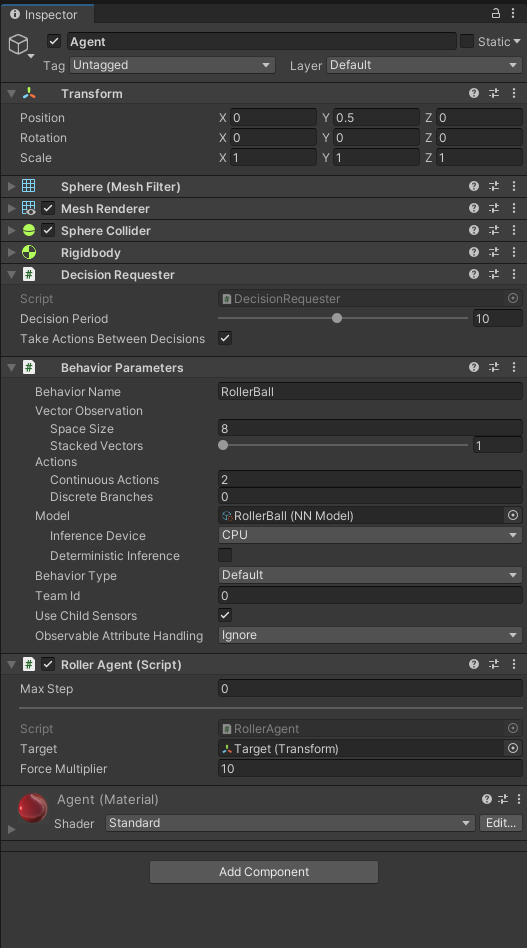 Inspector
Agent Static
Tag Untagged Layer Default
Transform
Position X 0 Y 0.5 Z 0
Rotation X 0 Y 0 Z 0
Scale X 1 Y 1 Z 1
Sphere (Mesh Filter)
Mesh Renderer
Sphere Collider
Rigidbody
# Decision Requester
Script # DecisionRequester
Decision Period 10
Take Actions Between Decisions
# Behavior Parameters
Behavior Name RollerBall
Vector Observation
Space Size 8
Stacked Vectors 1
Actions
Continuous Actions 2
Discrete Branches 0
Model RollerBall (NN Model)
Inference Device CPU
Deterministic Inference
Behavior Type Default
Team Id 0
Use Child Sensors
Observable Attribute Handling Ignore
# Roller Agent (Script)
Max Step 0
Script # RollerAgent
Target Target (Transform)
Force Multiplier 10
Agent (Material)
Shader Standard Edit...
Add Component